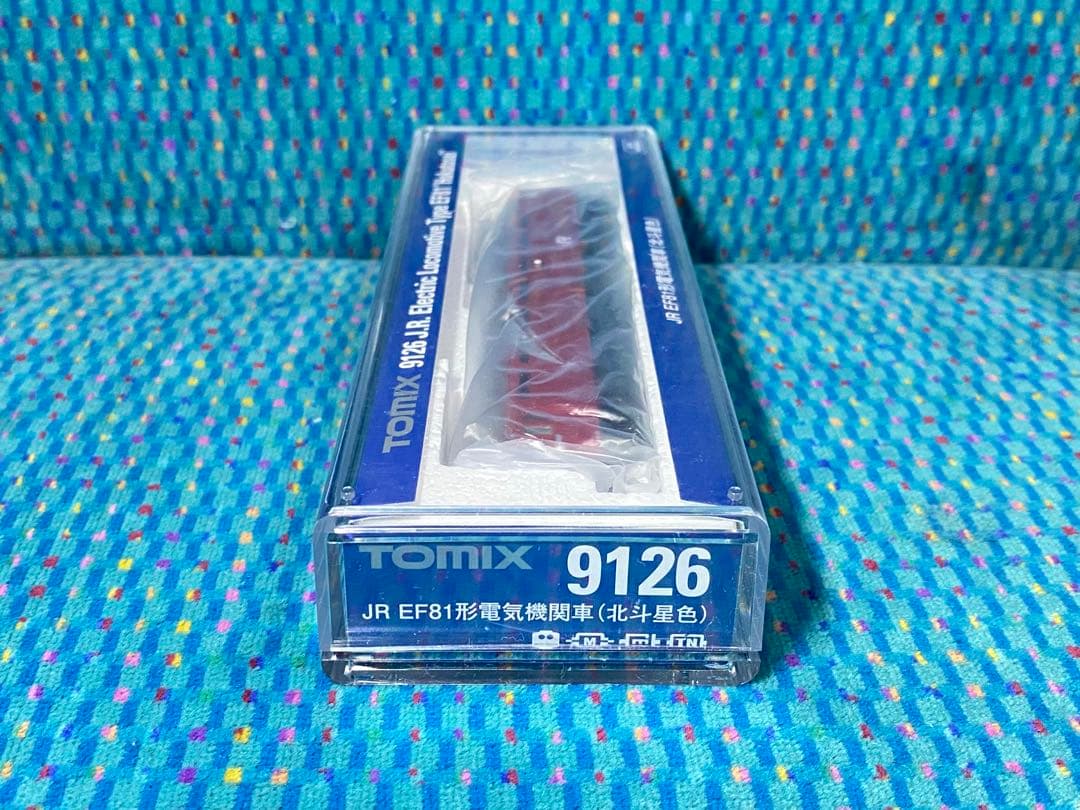 TOMIX 9126 J.R. Electric Locomotive Type EF81 "Hokutosei"
JR EF81形電気機関車(北斗星色)
TOMIX 9126
JR EF81形電気機関車(北斗星色)
M m TN